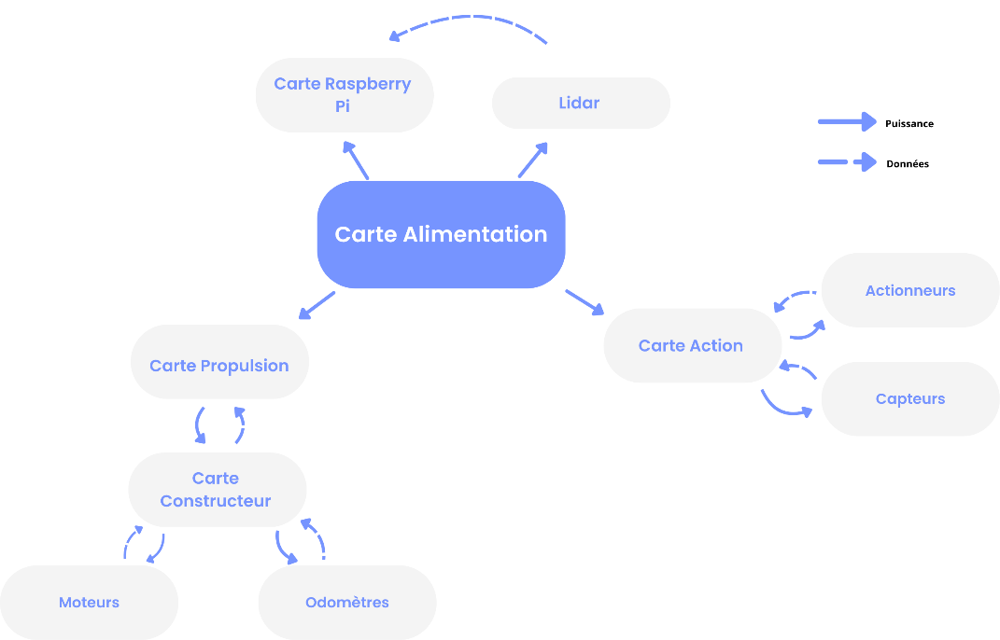 Carte Raspberry
Pi
Lidar
Puissance
Données
Carte Alimentation
Actionneurs
Carte Action
Carte Propulsion
Capteurs
Carte
Constructeur
Moteurs
Odomètres